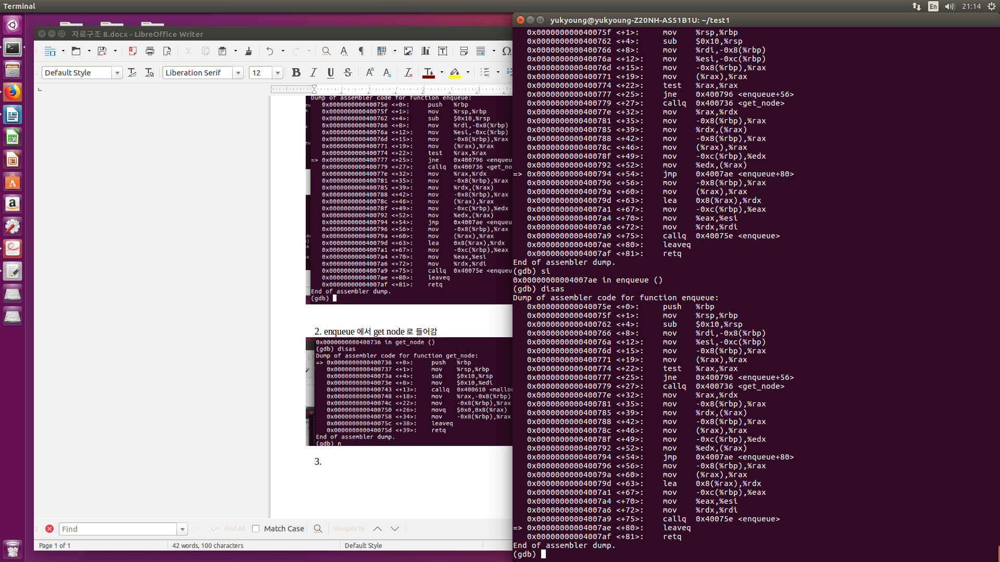 Terminal
En
21:14
자료구조 8.docx - LibreOffice Writer
Default Style
Liberation Serif
12
1
2
3
Dump of assembler code for function enqueue:
0x000000000040075e <+0>: push %rbp
0x000000000040075f <+1>: mov %rsp,%rbp
0x0000000000400762 <+4>: sub $0x10,%rsp
0x0000000000400766 <+8>: mov %rdi,-0x8(%rbp)
0x000000000040076a <+12>: mov %esi,-0xc(%rbp)
0x000000000040076d <+15>: mov -0x8(%rbp),%rax
0x0000000000400771 <+19>: mov (%rax),%rax
0x0000000000400774 <+22>: test %rax,%rax
=> 0x0000000000400777 <+25>: jne 0x400796 <enqueu
0x0000000000400779 <+27>: callq 0x400736 <get_no
0x000000000040077e <+32>: mov %rax,%rdx
0x0000000000400781 <+35>: mov -0x8(%rbp),%rax
0x0000000000400785 <+39>: mov %rdx,(%rax)
0x0000000000400788 <+42>: mov -0x8(%rbp),%rax
0x000000000040078c <+46>: mov (%rax),%rax
0x000000000040078f <+49>: mov -0xc(%rbp),%edx
0x0000000000400792 <+52>: mov %edx,(%rax)
0x0000000000400794 <+54>: jmp 0x4007ae <enqueu
0x0000000000400796 <+56>: mov -0x8(%rbp),%rax
0x000000000040079a <+60>: mov (%rax),%rax
0x000000000040079d <+63>: lea 0x8(%rax),%rdx
0x00000000004007a1 <+67>: mov -0xc(%rbp),%eax
0x00000000004007a4 <+70>: mov %eax,%esi
0x00000000004007a6 <+72>: mov %rdx,%rdi
0x00000000004007a9 <+75>: callq 0x40075e <enqueu
0x00000000004007ae <+80>: leaveq
0x00000000004007af <+81>: retq
End of assembler dump.
(gdb)
2. enqueue 에서 get node 로 들어감
0x0000000000400736 in get_node ()
(gdb) disas
Dump of assembler code for function get_node:
=> 0x0000000000400736 <+0>: push %rbp
0x0000000000400737 <+1>: mov %rsp,%rbp
0x000000000040073a <+4>: sub $0x10,%rsp
0x000000000040073e <+8>: mov $0x10,%edi
0x0000000000400743 <+13>: callq 0x400610 <malloc
0x0000000000400748 <+18>: mov %rax,-0x8(%rbp)
0x000000000040074c <+22>: mov -0x8(%rbp),%rax
0x0000000000400750 <+26>: movq $0x0,0x8(%rax)
0x0000000000400758 <+34>: mov -0x8(%rbp),%rax
0x000000000040075c <+38>: leaveq
0x000000000040075d <+39>: retq
End of assembler dump.
(gdb) n
3.
Find
Find All
Match Case
Navigate by
Page 1 of 1
42 words, 100 characters
Default Style
yukyoung@yukyoung-Z20NH-AS51B1U: ~/test1
0x000000000040075f <+1>: mov %rsp,%rbp
0x0000000000400762 <+4>: sub $0x10,%rsp
0x0000000000400766 <+8>: mov %rdi,-0x8(%rbp)
0x000000000040076a <+12>: mov %esi,-0xc(%rbp)
0x000000000040076d <+15>: mov -0x8(%rbp),%rax
0x0000000000400771 <+19>: mov (%rax),%rax
0x0000000000400774 <+22>: test %rax,%rax
0x0000000000400777 <+25>: jne 0x400796 <enqueue+56>
0x0000000000400779 <+27>: callq 0x400736 <get_node>
0x000000000040077e <+32>: mov %rax,%rdx
0x0000000000400781 <+35>: mov -0x8(%rbp),%rax
0x0000000000400785 <+39>: mov %rdx,(%rax)
0x0000000000400788 <+42>: mov -0x8(%rbp),%rax
0x000000000040078c <+46>: mov (%rax),%rax
0x000000000040078f <+49>: mov -0xc(%rbp),%edx
0x0000000000400792 <+52>: mov %edx,(%rax)
=> 0x0000000000400794 <+54>: jmp 0x4007ae <enqueue+80>
0x0000000000400796 <+56>: mov -0x8(%rbp),%rax
0x000000000040079a <+60>: mov (%rax),%rax
0x000000000040079d <+63>: lea 0x8(%rax),%rdx
0x00000000004007a1 <+67>: mov -0xc(%rbp),%eax
0x00000000004007a4 <+70>: mov %eax,%esi
0x00000000004007a6 <+72>: mov %rdx,%rdi
0x00000000004007a9 <+75>: callq 0x40075e <enqueue>
0x00000000004007ae <+80>: leaveq
0x00000000004007af <+81>: retq
End of assembler dump.
(gdb) si
0x00000000004007ae in enqueue ()
(gdb) disas
Dump of assembler code for function enqueue:
0x000000000040075e <+0>: push %rbp
0x000000000040075f <+1>: mov %rsp,%rbp
0x0000000000400762 <+4>: sub $0x10,%rsp
0x0000000000400766 <+8>: mov %rdi,-0x8(%rbp)
0x000000000040076a <+12>: mov %esi,-0xc(%rbp)
0x000000000040076d <+15>: mov -0x8(%rbp),%rax
0x0000000000400771 <+19>: mov (%rax),%rax
0x0000000000400774 <+22>: test %rax,%rax
0x0000000000400777 <+25>: jne 0x400796 <enqueue+56>
0x0000000000400779 <+27>: callq 0x400736 <get_node>
0x000000000040077e <+32>: mov %rax,%rdx
0x0000000000400781 <+35>: mov -0x8(%rbp),%rax
0x0000000000400785 <+39>: mov %rdx,(%rax)
0x0000000000400788 <+42>: mov -0x8(%rbp),%rax
0x000000000040078c <+46>: mov (%rax),%rax
0x000000000040078f <+49>: mov -0xc(%rbp),%edx
0x0000000000400792 <+52>: mov %edx,(%rax)
0x0000000000400794 <+54>: jmp 0x4007ae <enqueue+80>
0x0000000000400796 <+56>: mov -0x8(%rbp),%rax
0x000000000040079a <+60>: mov (%rax),%rax
0x000000000040079d <+63>: lea 0x8(%rax),%rdx
0x00000000004007a1 <+67>: mov -0xc(%rbp),%eax
0x00000000004007a4 <+70>: mov %eax,%esi
0x00000000004007a6 <+72>: mov %rdx,%rdi
0x00000000004007a9 <+75>: callq 0x40075e <enqueue>
=> 0x00000000004007ae <+80>: leaveq
0x00000000004007af <+81>: retq
End of assembler dump.
(gdb)